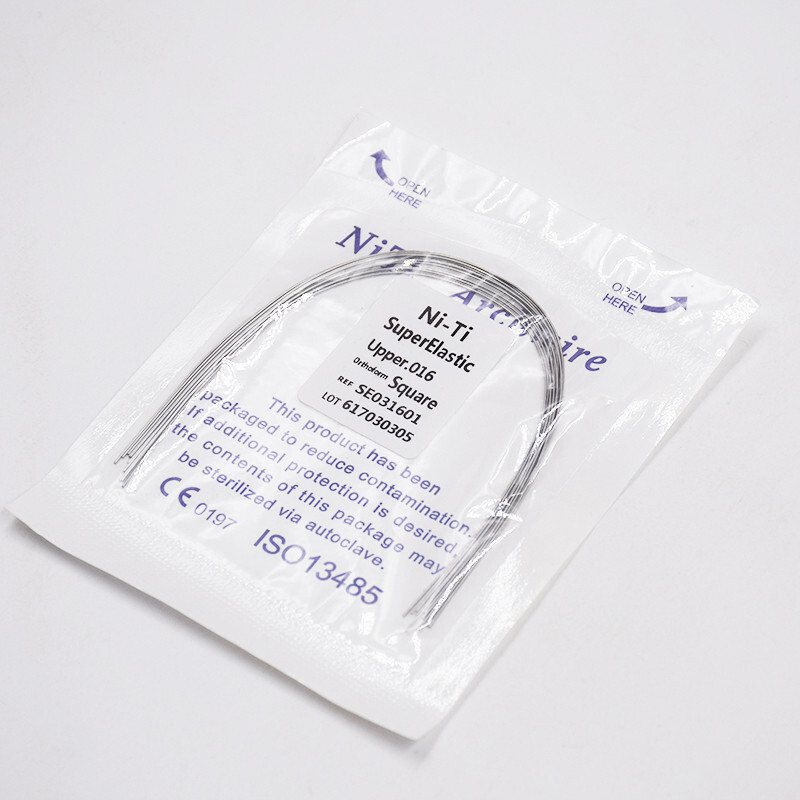 OPEN
HERE
OPEN
HERE
Ni-Ti
SuperElastic
Upper.016
Orthoform Square
REF SE031601
LOT 617030305
This product has been
packaged to reduce contamination.
If additional protection is desired,
the contents of this package may
be sterilized via autoclave.
CE 0197
ISO13485